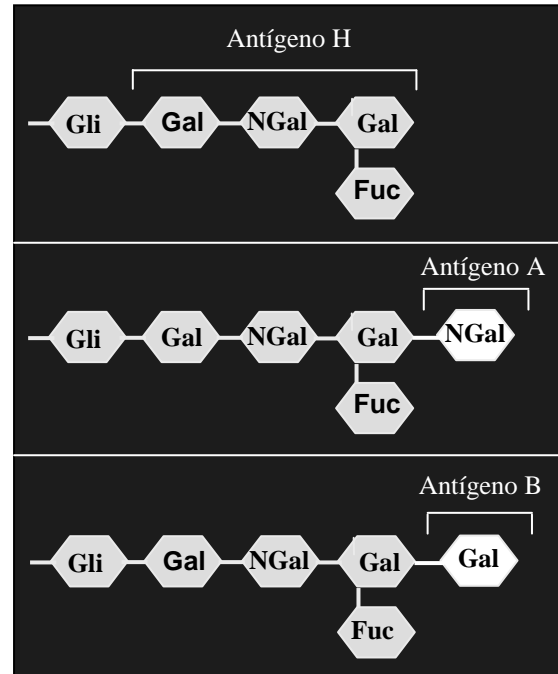 Antígeno H
Gli Gal NGal Gal
Fuc
Antígeno A
Gli Gal NGal Gal NGal
Fuc
Antígeno B
Gli Gal NGal Gal Gal
Fuc